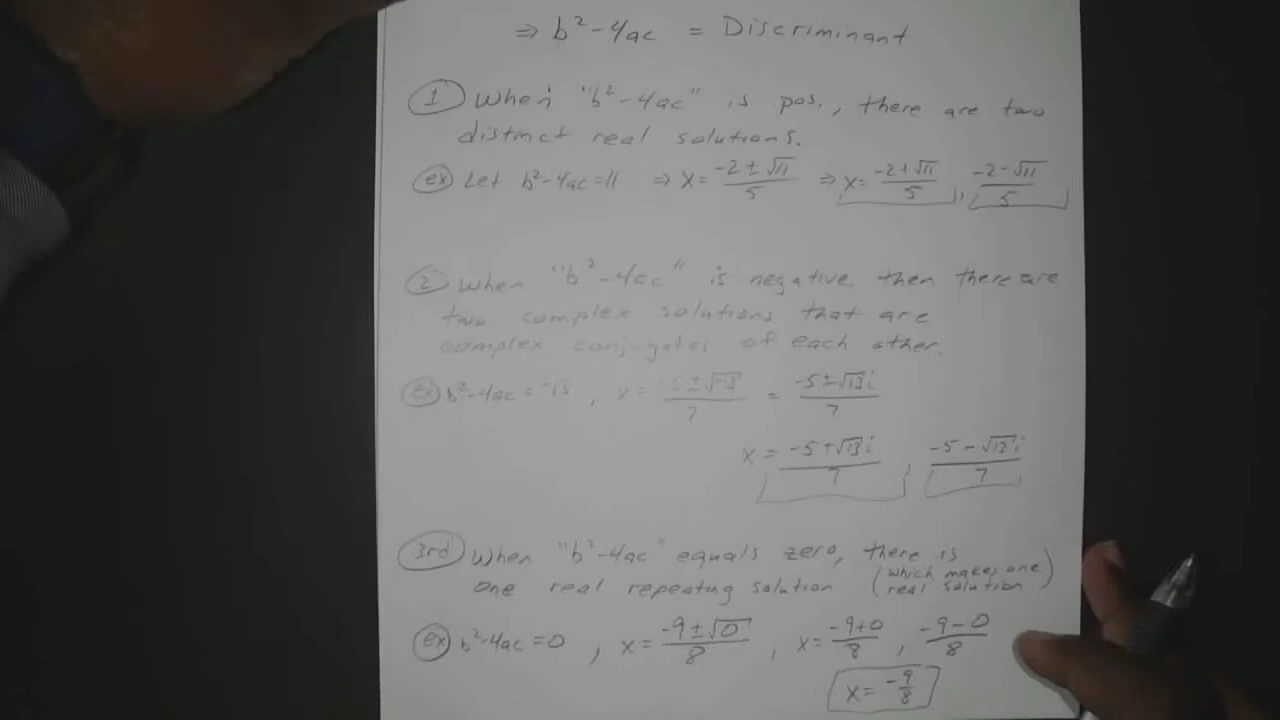 ⇒ b²-4ac = Discriminant
① When "b²-4ac" is pos., there are two
distinct real solutions.
ex Let b²-4ac=11 ⇒ x= (-2±√11)/5 ⇒ x= (-2+√11)/5 , (-2-√11)/5
② When "b²-4ac" is negative, then there are
two complex solutions that are
complex conjugates of each other.
ex b²-4ac = -13 , x= (-5±√-13)/7 = (-5±√13 i)/7
x = (-5+√13 i)/7 , (-5-√13 i)/7
3rd When "b²-4ac" equals zero, there is
one real repeating solution (which makes one real solution)
ex b²-4ac=0 , x= (-9±√0)/8 , x= (-9+0)/8 , (-9-0)/8
x= -9/8